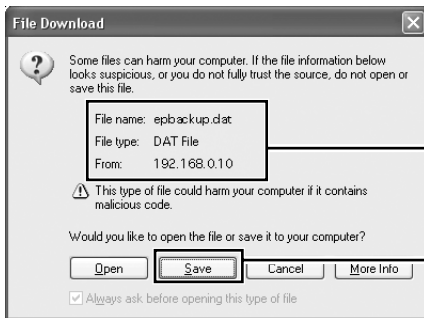 File Download
Some files can harm your computer. If the file information below
looks suspicious, or you do not fully trust the source, do not open or
save this file.
File name: epbackup.dat
File type: DAT File
From: 192.168.0.10
This type of file could harm your computer if it contains
malicious code.
Would you like to open the file or save it to your computer?
Open Save Cancel More Info
Always ask before opening this type of file